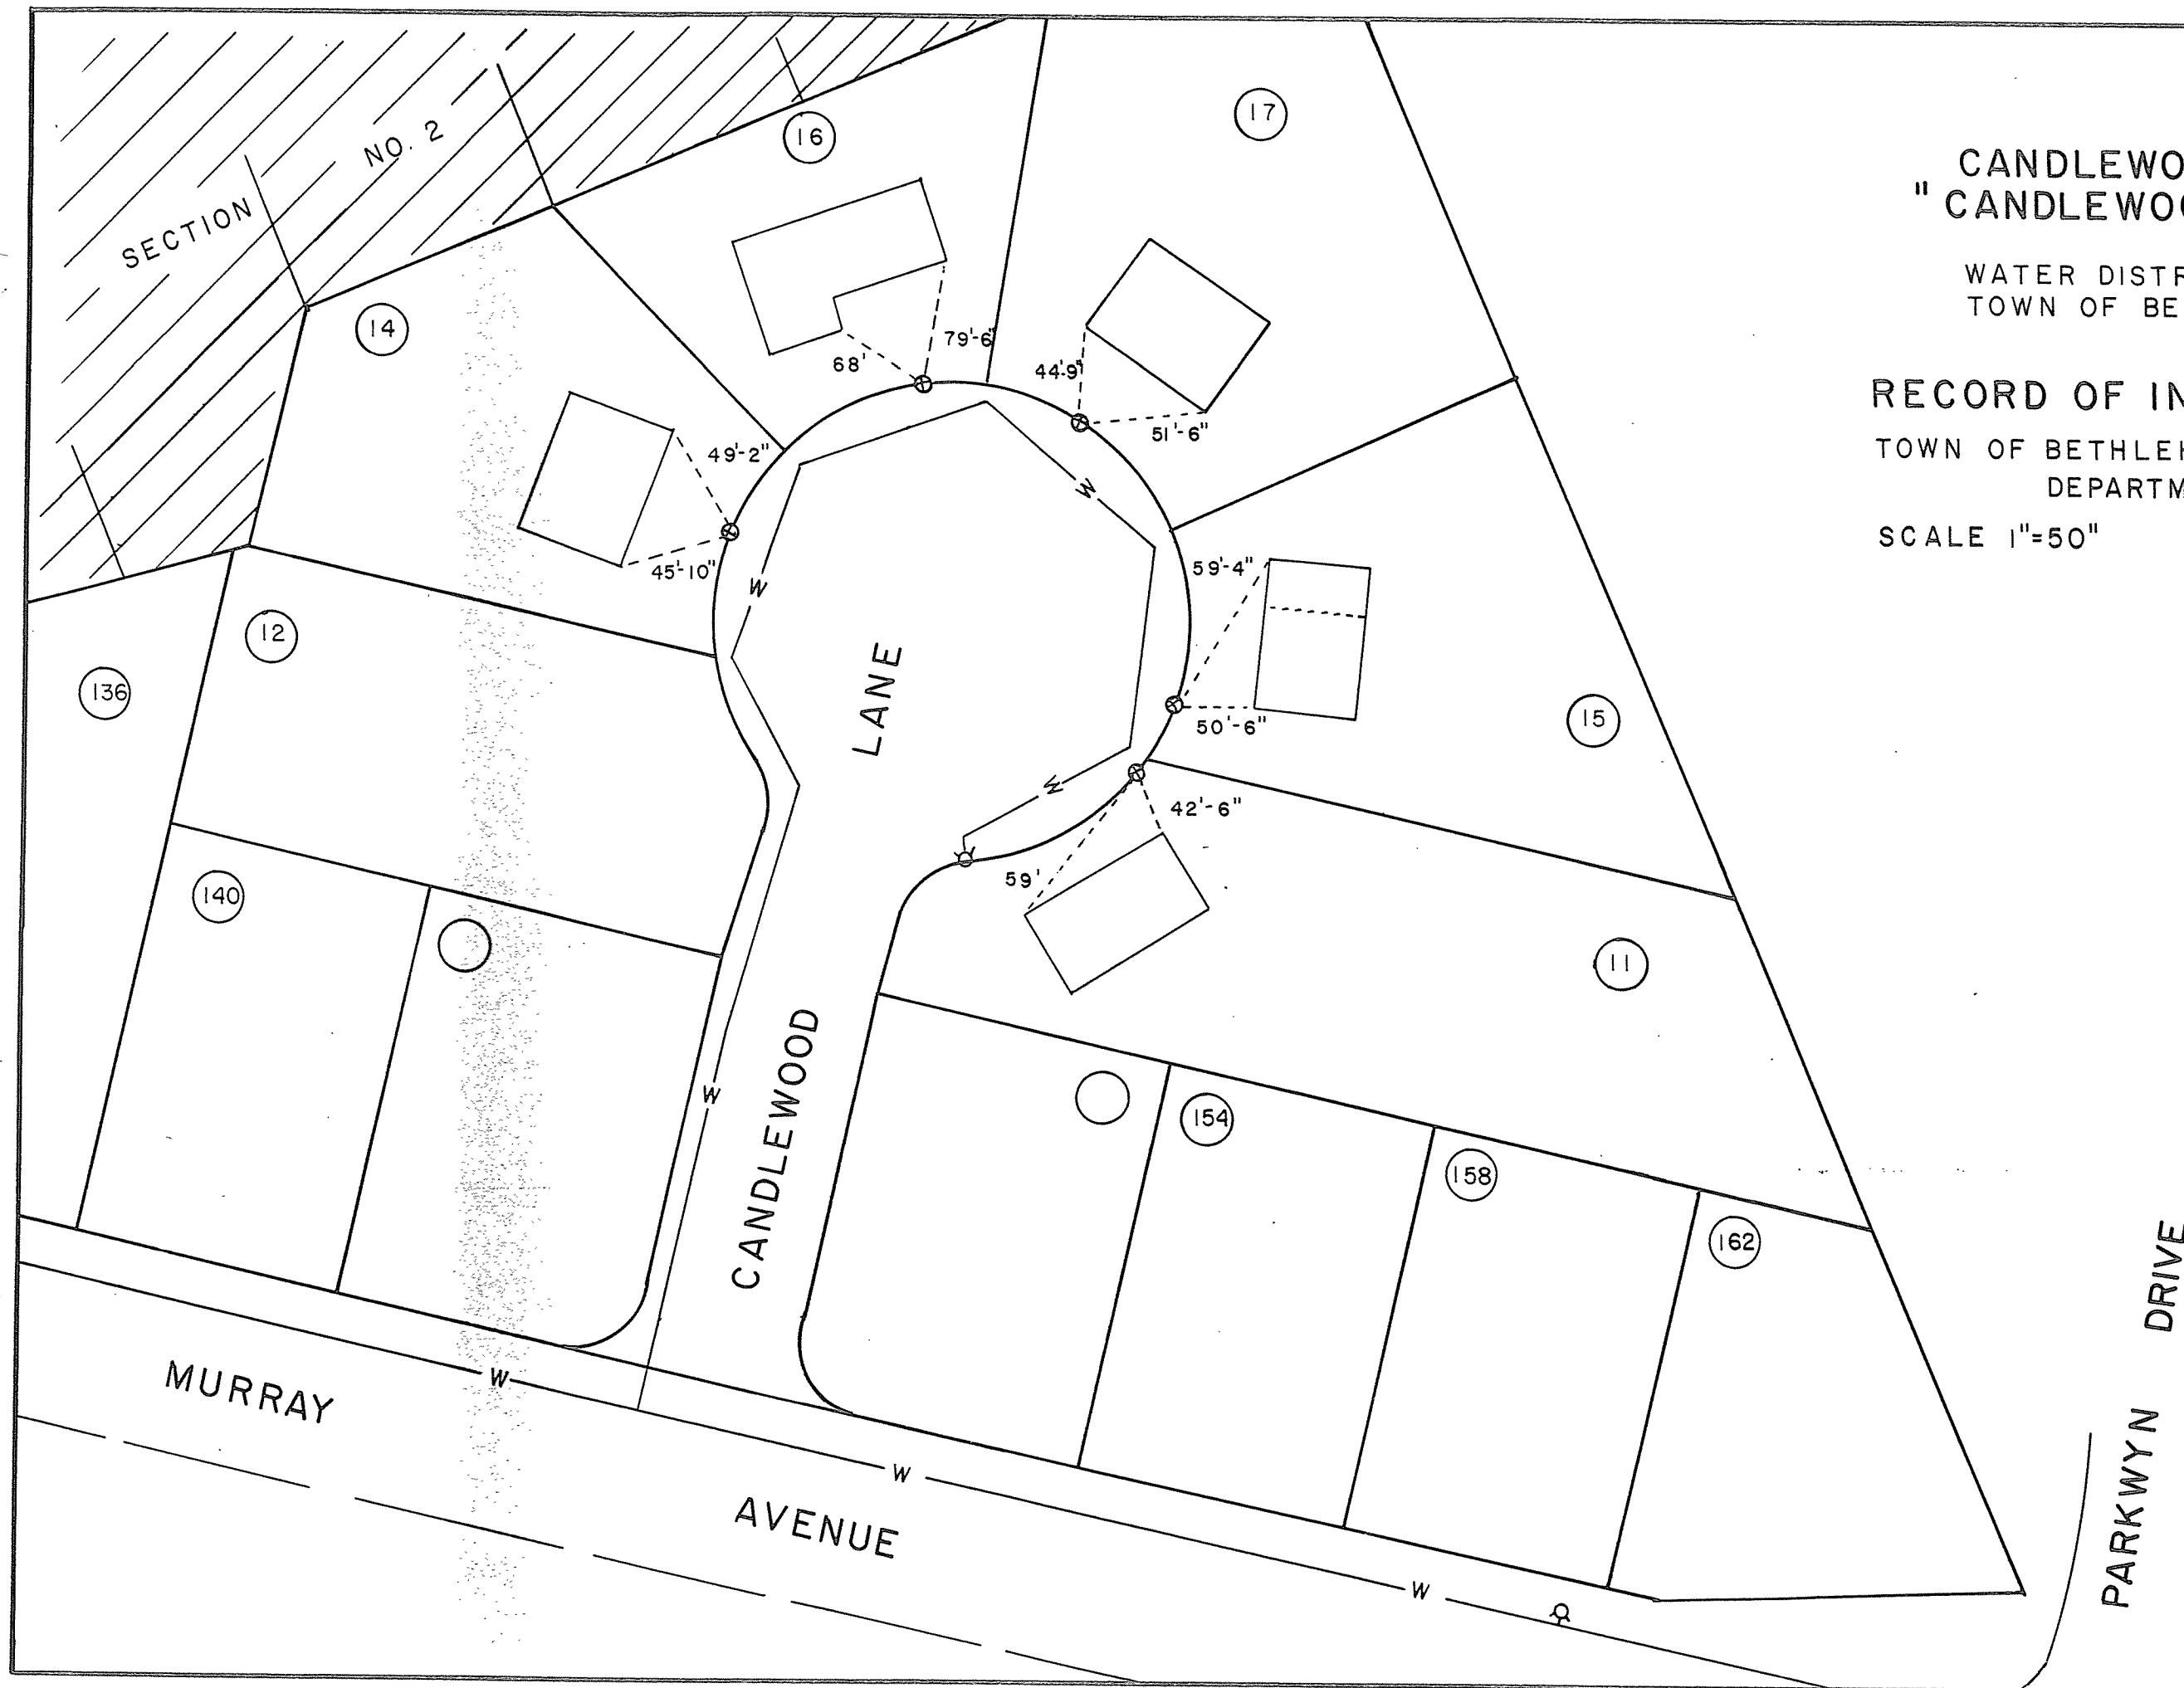 SECTION NO. 2
16
17
14
12
136
140
15
11
154
158
162
68'
79'-6"
44'-9"
51'-6"
49'-2"
45'-10"
59'-4"
50'-6"
42'-6"
59'
W
W
W
W
W
W
W
LANE
CANDLEWOOD
MURRAY
AVENUE
PARKWYN DRIVE
CANDLEWO
" CANDLEWOO
WATER DISTR
TOWN OF BE
RECORD OF IN
TOWN OF BETHLEH
DEPARTM
SCALE 1"=50"